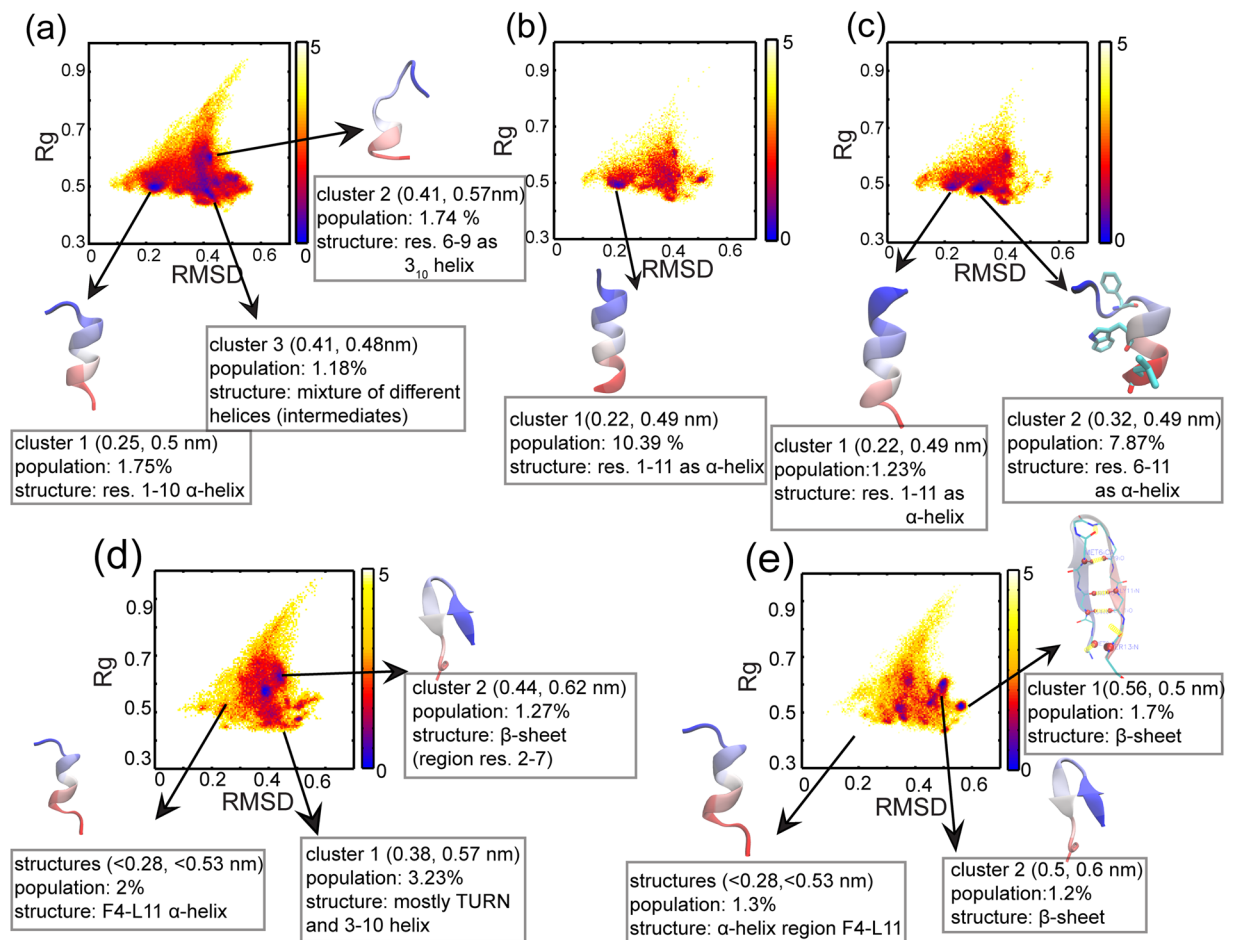 (a)
5
0
0.9
0.7
0.5
0.3
Rg
0
0.2
0.4
0.6
RMSD
cluster 2 (0.41, 0.57nm)
population: 1.74 %
structure: res. 6-9 as
3₁₀ helix
cluster 3 (0.41, 0.48nm)
population: 1.18%
structure: mixture of different
helices (intermediates)
cluster 1 (0.25, 0.5 nm)
population: 1.75%
structure: res. 1-10 α-helix
(b)
5
0
0.9
0.7
0.5
0.3
Rg
0
0.2
0.4
0.6
RMSD
cluster 1(0.22, 0.49 nm)
population: 10.39 %
structure: res. 1-11 as α-helix
(c)
5
0
0.9
0.7
0.5
0.3
Rg
0
0.2
0.4
0.6
RMSD
cluster 1 (0.22, 0.49 nm)
population:1.23%
structure: res. 1-11 as
α-helix
cluster 2 (0.32, 0.49 nm)
population: 7.87%
structure: res. 6-11
as α-helix
(d)
5
0
0.9
0.7
0.5
0.3
Rg
0
0.2
0.4
0.6
RMSD
cluster 2 (0.44, 0.62 nm)
population: 1.27%
structure: β-sheet
(region res. 2-7)
structures (<0.28, <0.53 nm)
population: 2%
structure: F4-L11 α-helix
cluster 1 (0.38, 0.57 nm)
population: 3.23%
structure: mostly TURN
and 3-10 helix
(e)
5
0
0.9
0.7
0.5
0.3
Rg
0
0.2
0.4
0.6
RMSD
cluster 1(0.56, 0.5 nm)
population: 1.7%
structure: β-sheet
structures (<0.28,<0.53 nm)
population: 1.3%
structure: α-helix region F4-L11
cluster 2 (0.5, 0.6 nm)
population:1.2%
structure: β-sheet